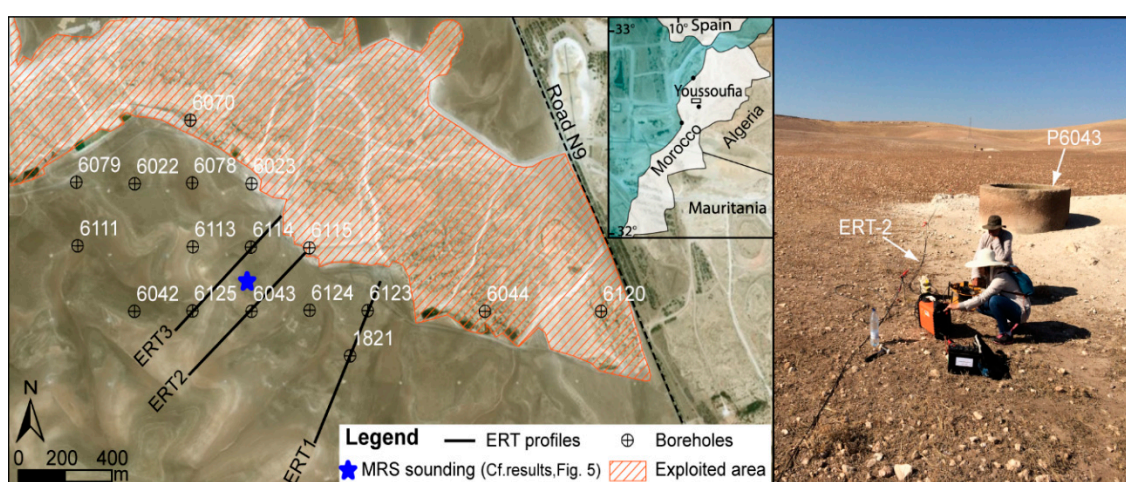 6070
6079
6022
6078
6023
6111
6113
6114
6115
6042
6125
6043
6124
6123
6044
6120
1821
ERT3
ERT2
ERT1
Road N9
N
0 200 400
m
Legend
ERT profiles
Boreholes
MRS sounding (Cf.results,Fig. 5)
Exploited area
33°
10°
Spain
Youssoufia
Morocco
Algeria
Mauritania
32°
P6043
ERT-2